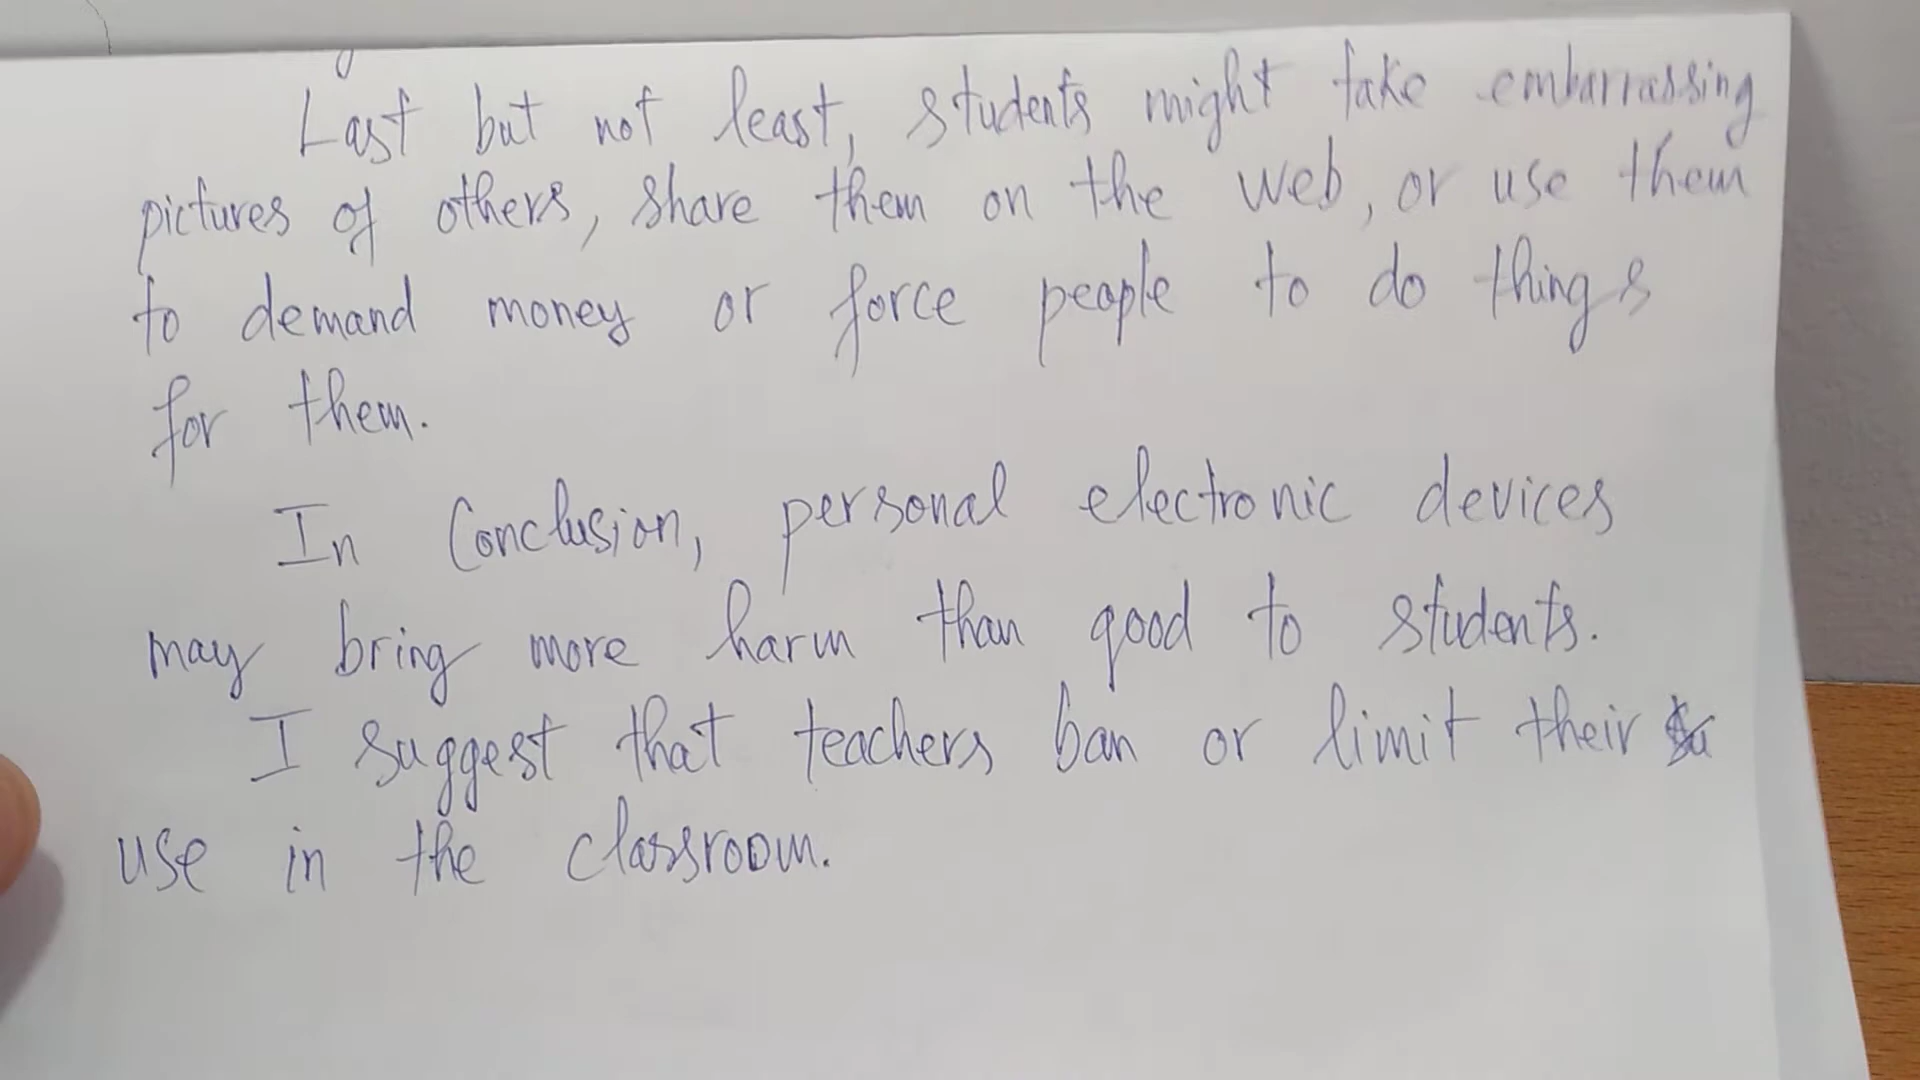 Last but not least, students might take embarrassing
pictures of others, share them on the web, or use them
to demand money or force people to do things
for them.
In Conclusion, personal electronic devices
may bring more harm than good to students.
I suggest that teachers ban or limit their
use in the classroom.